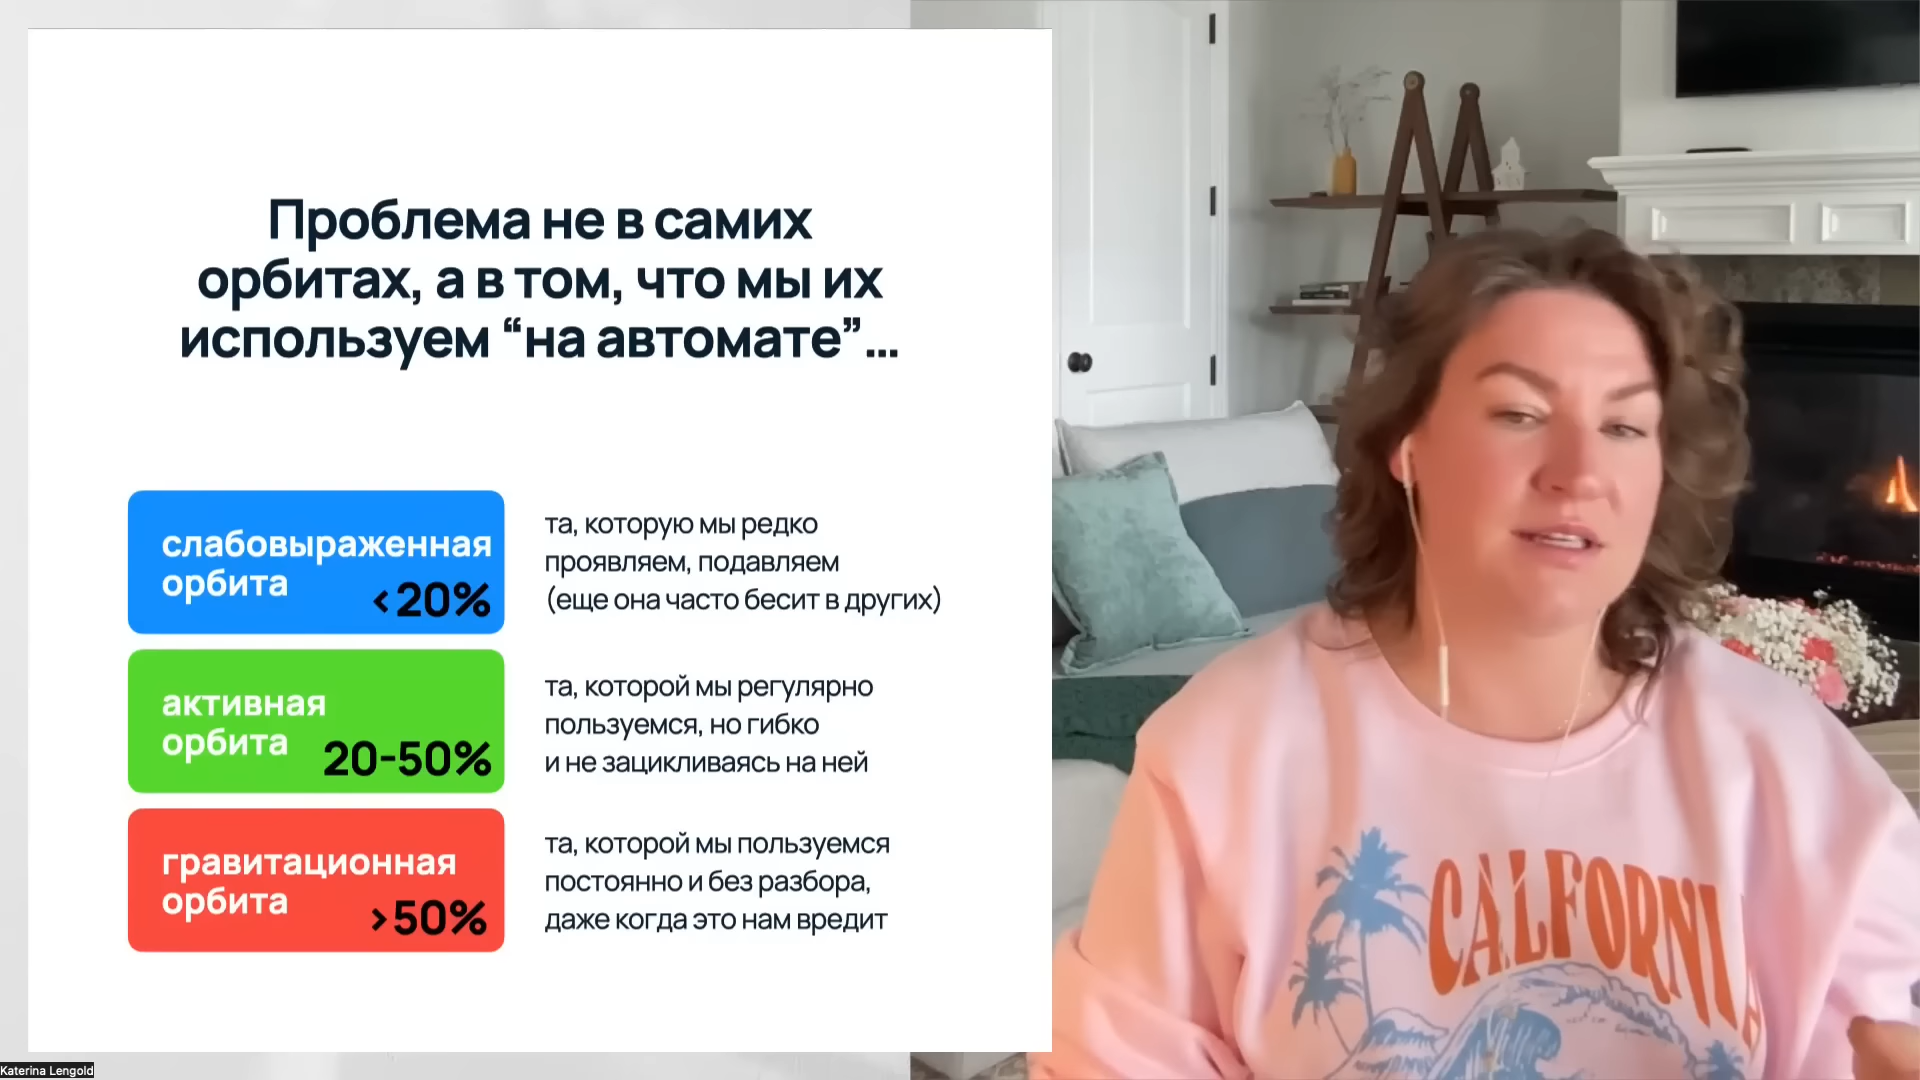 Проблема не в самих
орбитах, а в том, что мы их
используем “на автомате”...
слабовыраженная
орбита
<20%
та, которую мы редко
проявляем, подавляем
(еще она часто бесит в других)
активная
орбита
20-50%
та, которой мы регулярно
пользуемся, но гибко
и не зацикливаясь на ней
гравитационная
орбита
>50%
та, которой мы пользуемся
постоянно и без разбора,
даже когда это нам вредит
CALIFORNIA
Katerina Lengold